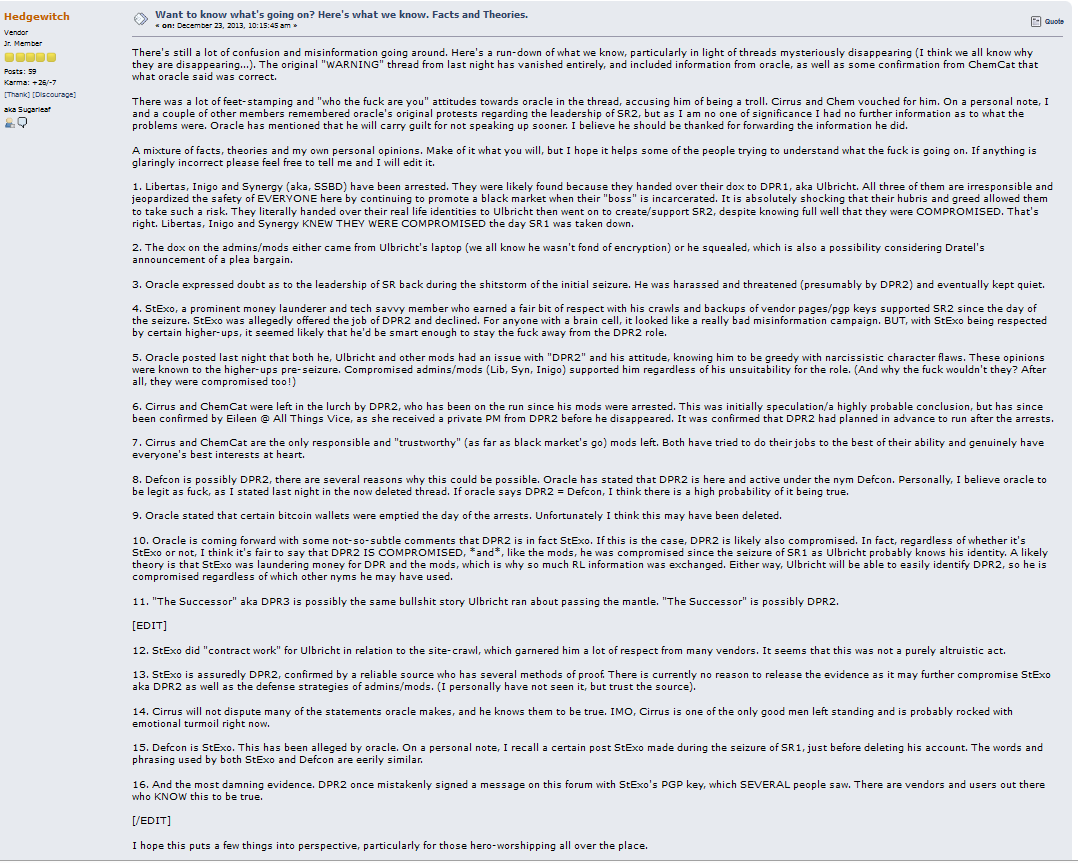 Hedgewitch
Vendor
Jr. Member
Posts: 59
Karma: +26/-7
[Thank] [Discourage]
aka Sugarleaf
Want to know what's going on? Here's what we know. Facts and Theories.
« on: December 23, 2013, 10:15:45 am »
Quote
There's still a lot of confusion and misinformation going around. Here's a run-down of what we know, particularly in light of threads mysteriously disappearing (I think we all know why
they are disappearing...). The original "WARNING" thread from last night has vanished entirely, and included information from oracle, as well as some confirmation from ChemCat that
what oracle said was correct.
There was a lot of feet-stamping and "who the fuck are you" attitudes towards oracle in the thread, accusing him of being a troll. Cirrus and Chem vouched for him. On a personal note, I
and a couple of other members remembered oracle's original protests regarding the leadership of SR2, but as I am no one of significance I had no further information as to what the
problems were. Oracle has mentioned that he will carry guilt for not speaking up sooner. I believe he should be thanked for forwarding the information he did.
A mixture of facts, theories and my own personal opinions. Make of it what you will, but I hope it helps some of the people trying to understand what the fuck is going on. If anything is
glaringly incorrect please feel free to tell me and I will edit it.
1. Libertas, Inigo and Synergy (aka, SSBD) have been arrested. They were likely found because they handed over their dox to DPR1, aka Ulbricht. All three of them are irresponsible and
jeopardized the safety of EVERYONE here by continuing to promote a black market when their "boss" is incarcerated. It is absolutely shocking that their hubris and greed allowed them
to take such a risk. They literally handed over their real life identities to Ulbricht then went on to create/support SR2, despite knowing full well that they were COMPROMISED. That's
right. Libertas, Inigo and Synergy KNEW THEY WERE COMPROMISED the day SR1 was taken down.
2. The dox on the admins/mods either came from Ulbricht's laptop (we all know he wasn't fond of encryption) or he squealed, which is also a possibility considering Dratel's
announcement of a plea bargain.
3. Oracle expressed doubt as to the leadership of SR back during the shitstorm of the initial seizure. He was harassed and threatened (presumably by DPR2) and eventually kept quiet.
4. StExo, a prominent money launderer and tech savvy member who earned a fair bit of respect with his crawls and backups of vendor pages/pgp keys supported SR2 since the day of
the seizure. StExo was allegedly offered the job of DPR2 and declined. For anyone with a brain cell, it looked like a really bad misinformation campaign. BUT, with StExo being respected
by certain higher-ups, it seemed likely that he'd be smart enough to stay the fuck away from the DPR2 role.
5. Oracle posted last night that both he, Ulbricht and other mods had an issue with "DPR2" and his attitude, knowing him to be greedy with narcissistic character flaws. These opinions
were known to the higher-ups pre-seizure. Compromised admins/mods (Lib, Syn, Inigo) supported him regardless of his unsuitability for the role. (And why the fuck wouldn't they? After
all, they were compromised too!)
6. Cirrus and ChemCat were left in the lurch by DPR2, who has been on the run since his mods were arrested. This was initially speculation/a highly probable conclusion, but has since
been confirmed by Eileen @ All Things Vice, as she received a private PM from DPR2 before he disappeared. It was confirmed that DPR2 had planned in advance to run after the arrests.
7. Cirrus and ChemCat are the only responsible and "trustworthy" (as far as black market's go) mods left. Both have tried to do their jobs to the best of their ability and genuinely have
everyone's best interests at heart.
8. Defcon is possibly DPR2, there are several reasons why this could be possible. Oracle has stated that DPR2 is here and active under the nym Defcon. Personally, I believe oracle to
be legit as fuck, as I stated last night in the now deleted thread. If oracle says DPR2 = Defcon, I think there is a high probability of it being true.
9. Oracle stated that certain bitcoin wallets were emptied the day of the arrests. Unfortunately I think this may have been deleted.
10. Oracle is coming forward with some not-so-subtle comments that DPR2 is in fact StExo. If this is the case, DPR2 is likely also compromised. In fact, regardless of whether it's
StExo or not, I think it's fair to say that DPR2 IS COMPROMISED, *and*, like the mods, he was compromised since the seizure of SR1 as Ulbricht probably knows his identity. A likely
theory is that StExo was laundering money for DPR and the mods, which is why so much RL information was exchanged. Either way, Ulbricht will be able to easily identify DPR2, so he is
compromised regardless of which other nyms he may have used.
11. "The Successor" aka DPR3 is possibly the same bullshit story Ulbricht ran about passing the mantle. "The Successor" is possibly DPR2.
[EDIT]
12. StExo did "contract work" for Ulbricht in relation to the site-crawl, which garnered him a lot of respect from many vendors. It seems that this was not a purely altruistic act.
13. StExo is assuredly DPR2, confirmed by a reliable source who has several methods of proof. There is currently no reason to release the evidence as it may further compromise StExo
aka DPR2 as well as the defense strategies of admins/mods. (I personally have not seen it, but trust the source).
14. Cirrus will not dispute many of the statements oracle makes, and he knows them to be true. IMO, Cirrus is one of the only good men left standing and is probably rocked with
emotional turmoil right now.
15. Defcon is StExo. This has been alleged by oracle. On a personal note, I recall a certain post StExo made during the seizure of SR1, just before deleting his account. The words and
phrasing used by both StExo and Defcon are eerily similar.
16. And the most damning evidence. DPR2 once mistakenly signed a message on this forum with StExo's PGP key, which SEVERAL people saw. There are vendors and users out there
who KNOW this to be true.
[/EDIT]
I hope this puts a few things into perspective, particularly for those hero-worshipping all over the place.